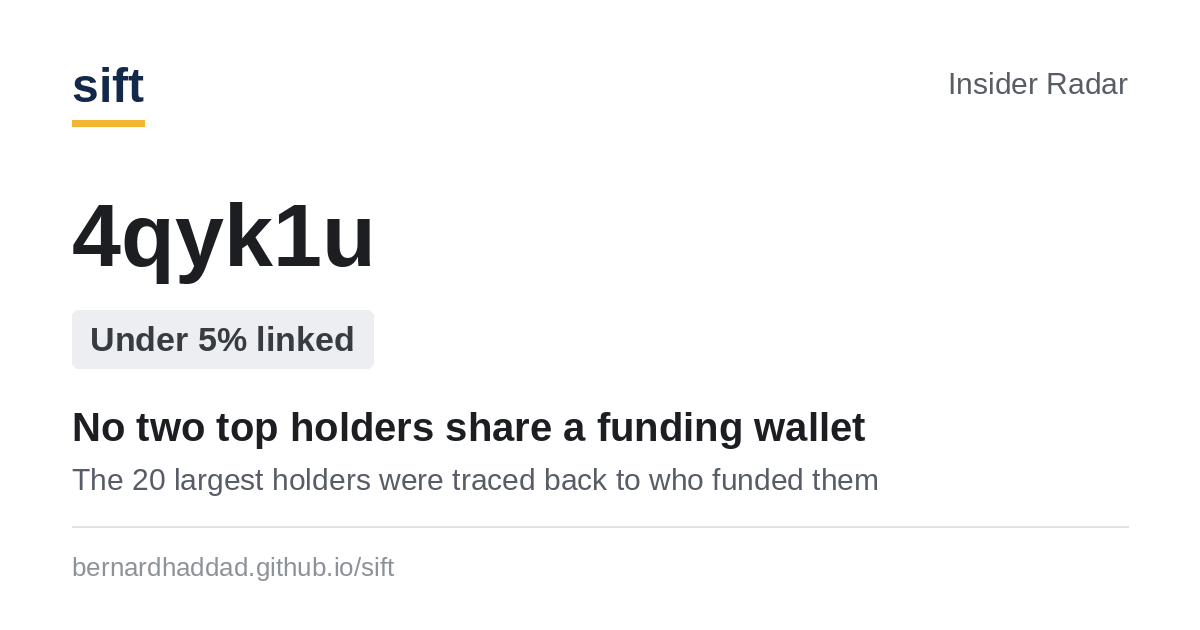 sift
Insider Radar
4qyk1u
Under 5% linked
No two top holders share a funding wallet
The 20 largest holders were traced back to who funded them
bernardhaddad.github.io/sift